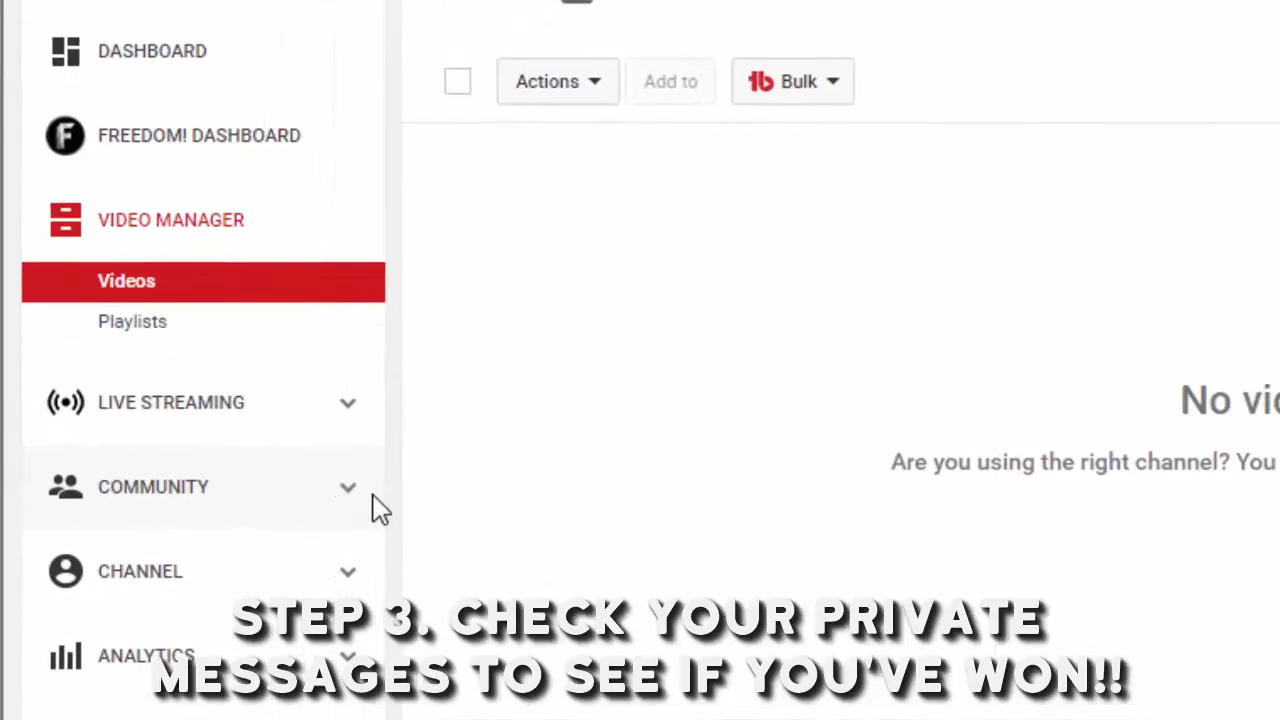 DASHBOARD
Actions
Add to
tb Bulk
F FREEDOM! DASHBOARD
VIDEO MANAGER
Videos
Playlists
LIVE STREAMING
No vi
Are you using the right channel? You
COMMUNITY
CHANNEL
ANALYTICS
STEP 3. CHECK YOUR PRIVATE
MESSAGES TO SEE IF YOU'VE WON!!